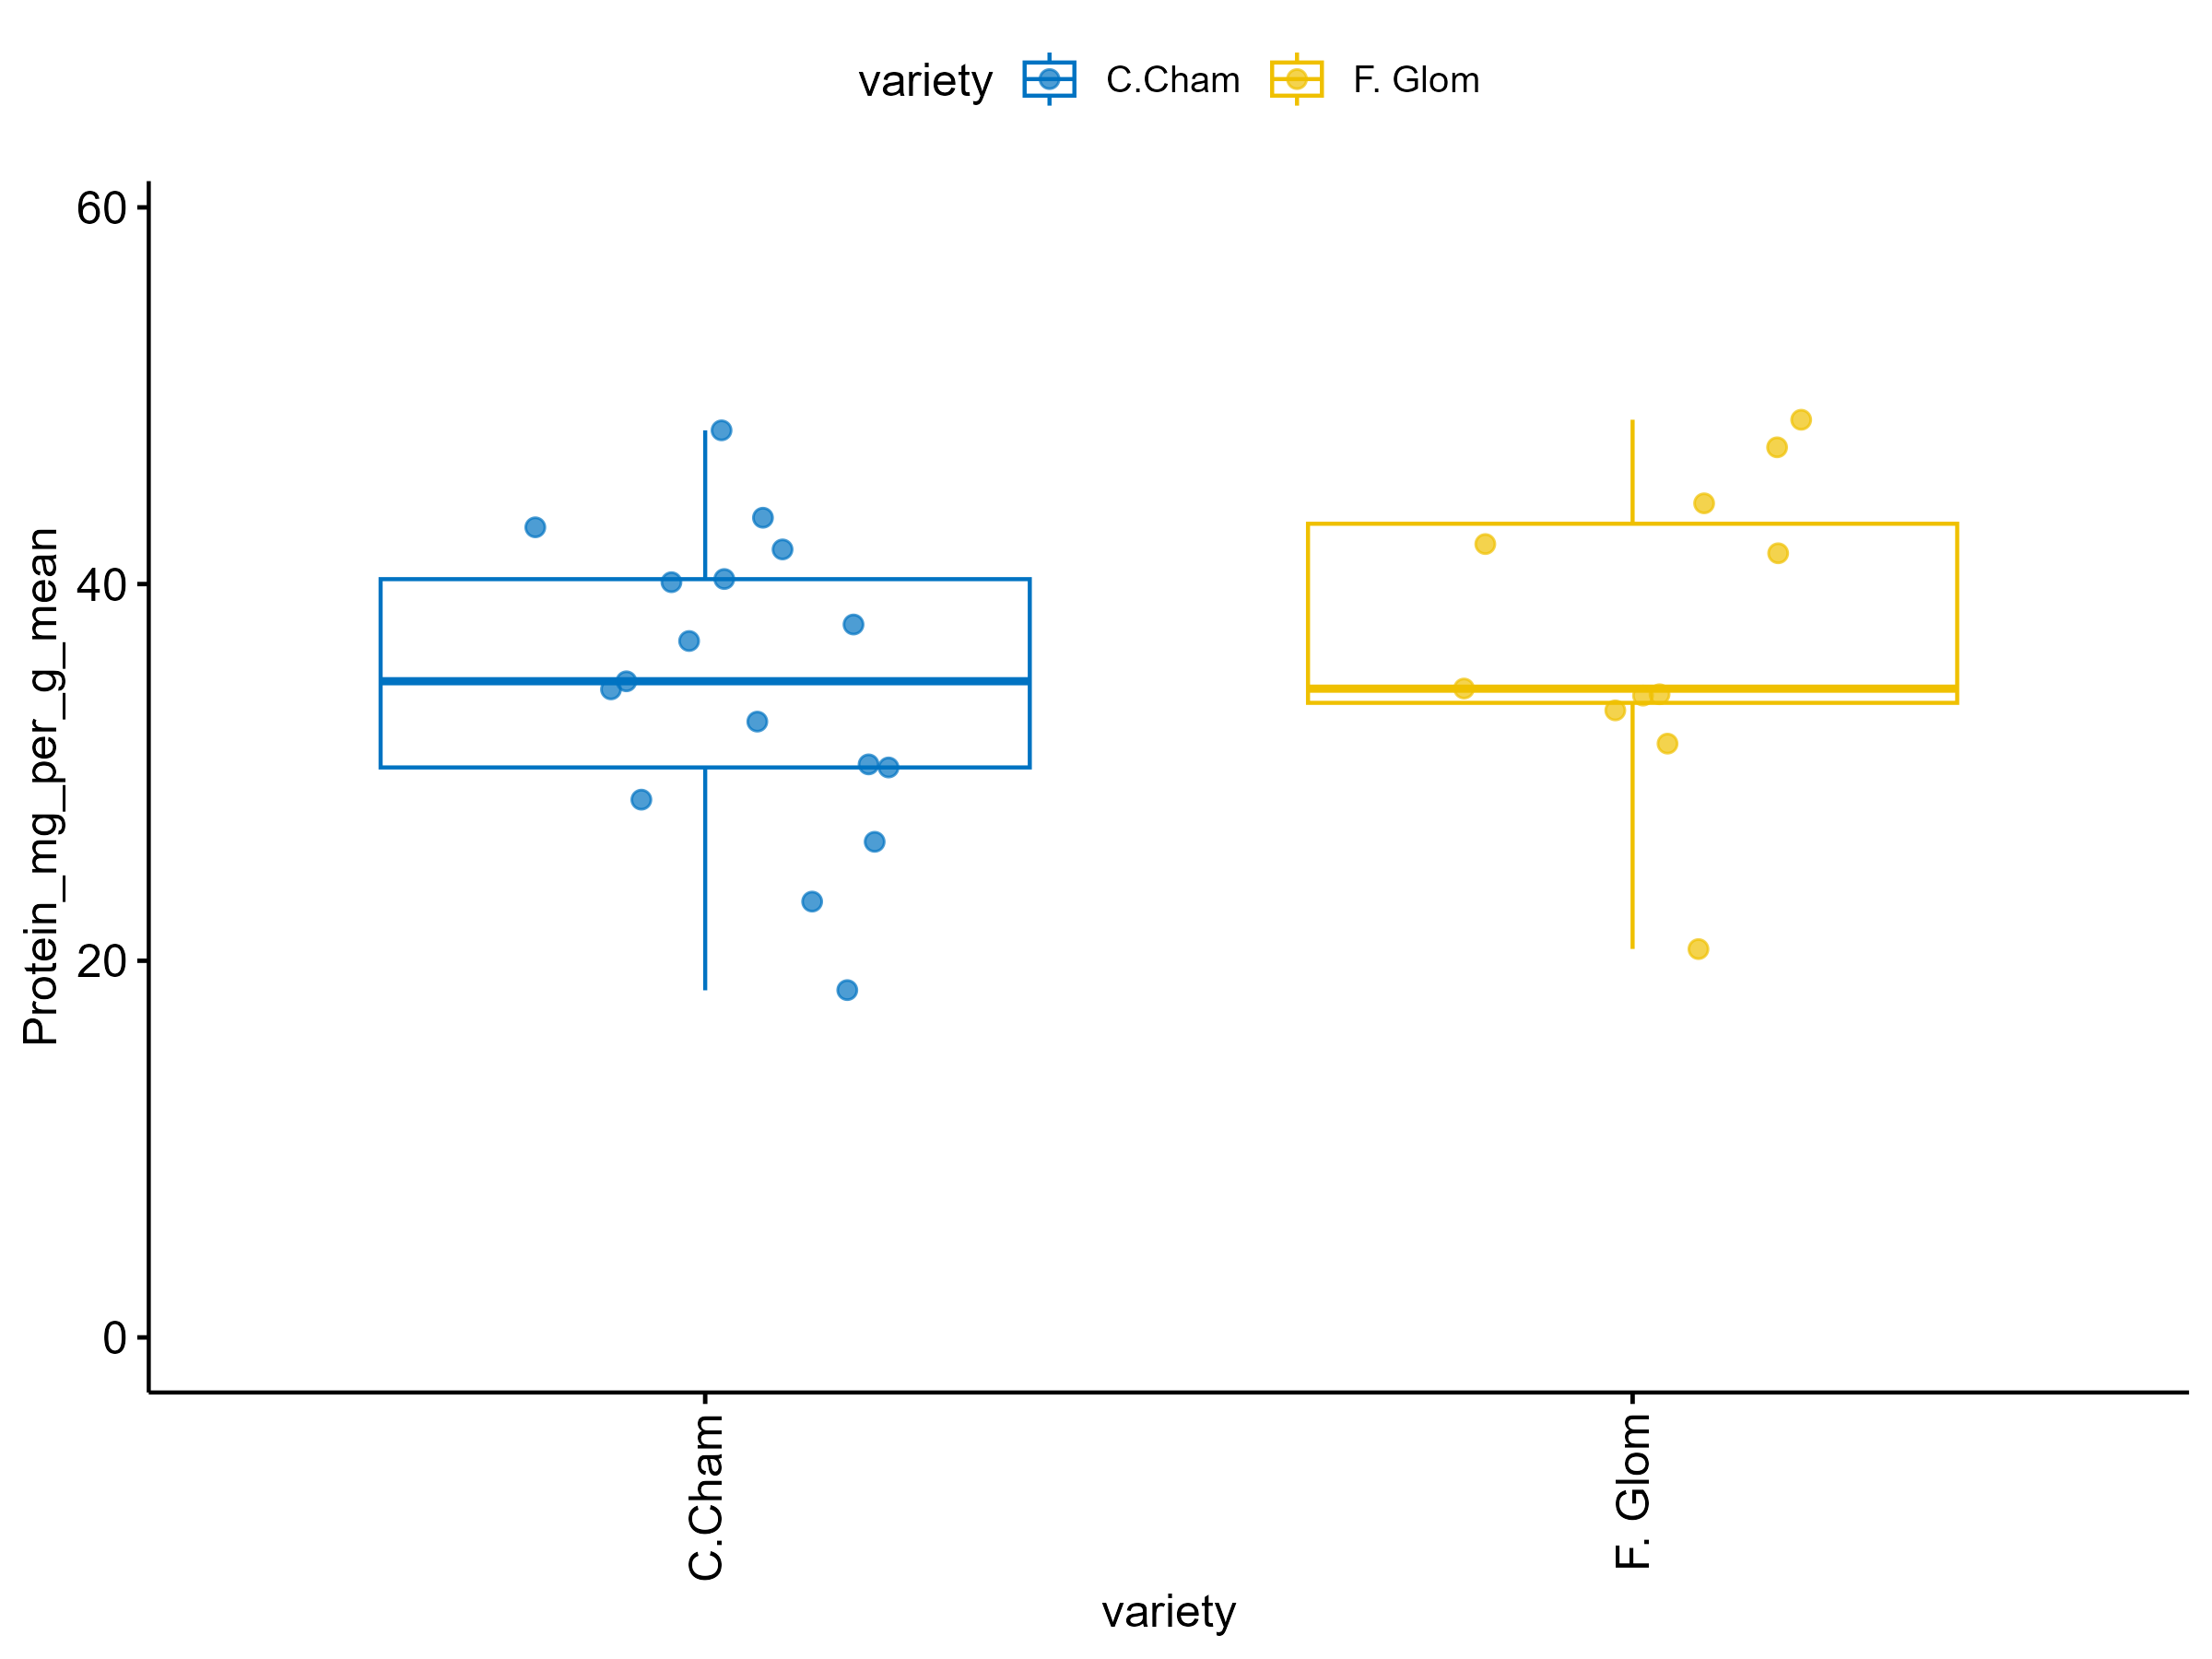 variety C.Cham F. Glom
60
40
20
0
Protein_mg_per_g_mean
C.Cham
F. Glom
variety